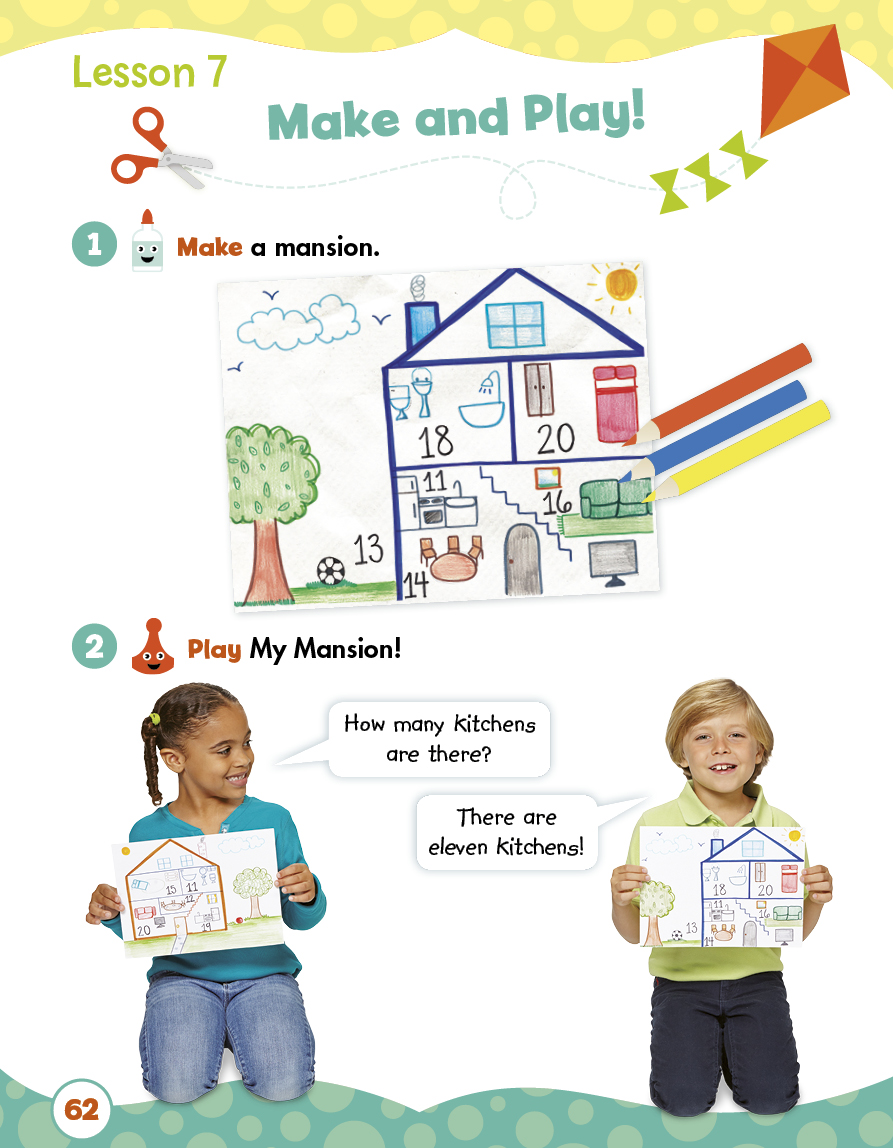 Lesson 7
Make and Play!
1 Make a mansion.
18
20
11
16
13
14
2 Play My Mansion!
How many kitchens
are there?
There are
eleven kitchens!
15 11
12
20
19
18
20
11
16
13
14
62